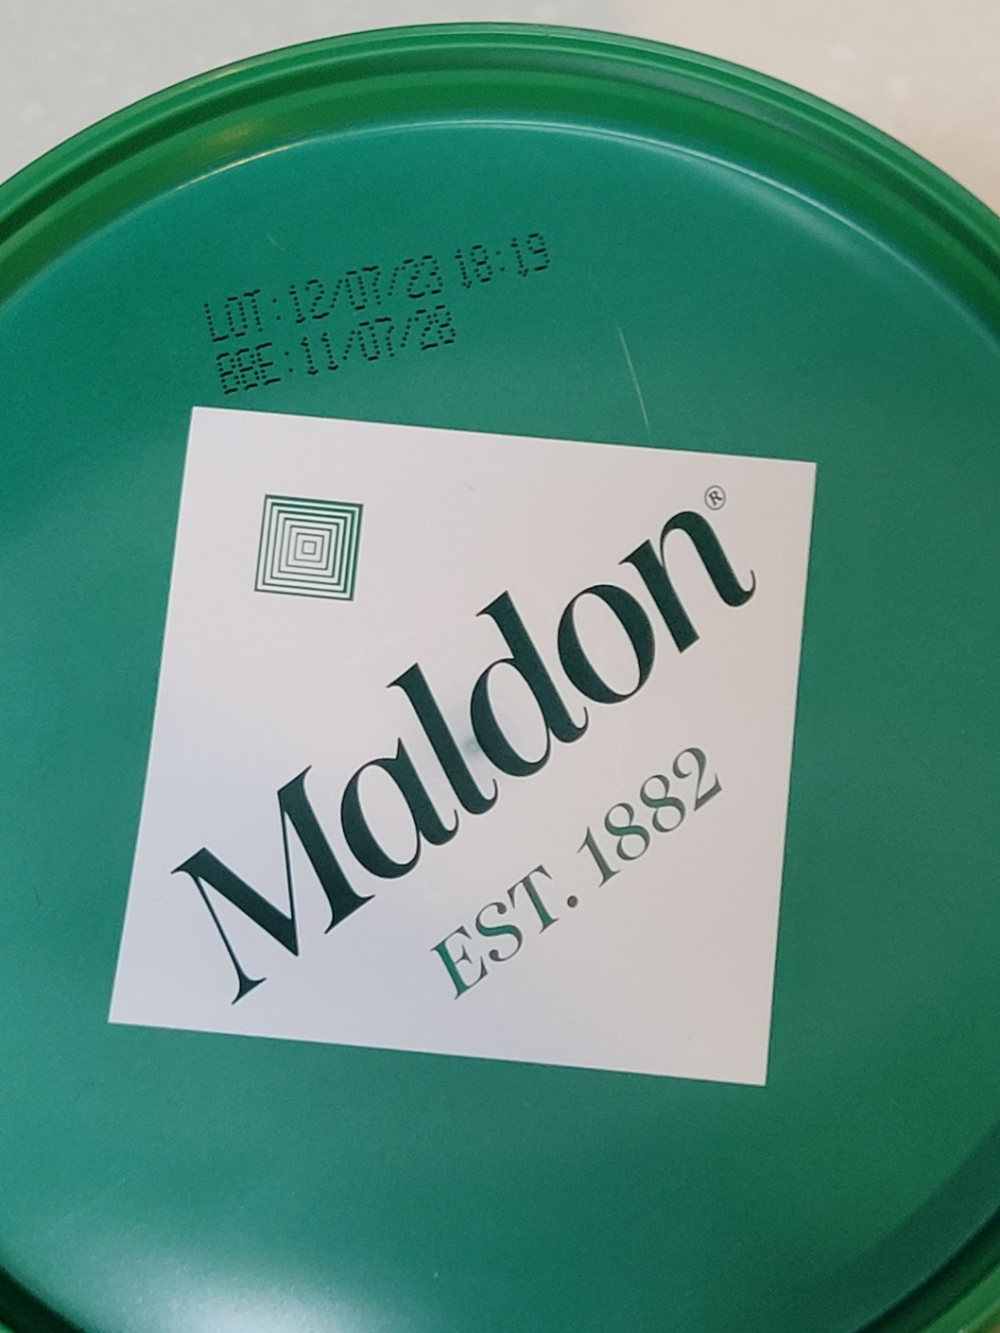 LOT:12/07/23 18:19
BBE:11/07/28
Maldon®
EST. 1882